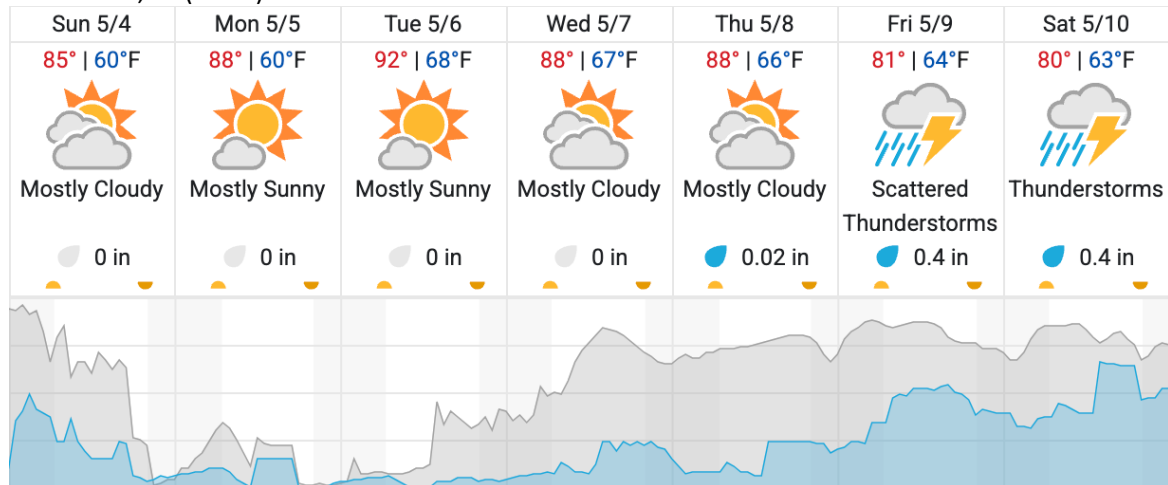 Sun 5/4 Mon 5/5 Tue 5/6 Wed 5/7 Thu 5/8 Fri 5/9 Sat 5/10
85° | 60°F 88° | 60°F 92° | 68°F 88° | 67°F 88° | 66°F 81° | 64°F 80° | 63°F
Mostly Cloudy Mostly Sunny Mostly Sunny Mostly Cloudy Mostly Cloudy Scattered Thunderstorms
Thunderstorms
0 in 0 in 0 in 0 in 0.02 in 0.4 in 0.4 in